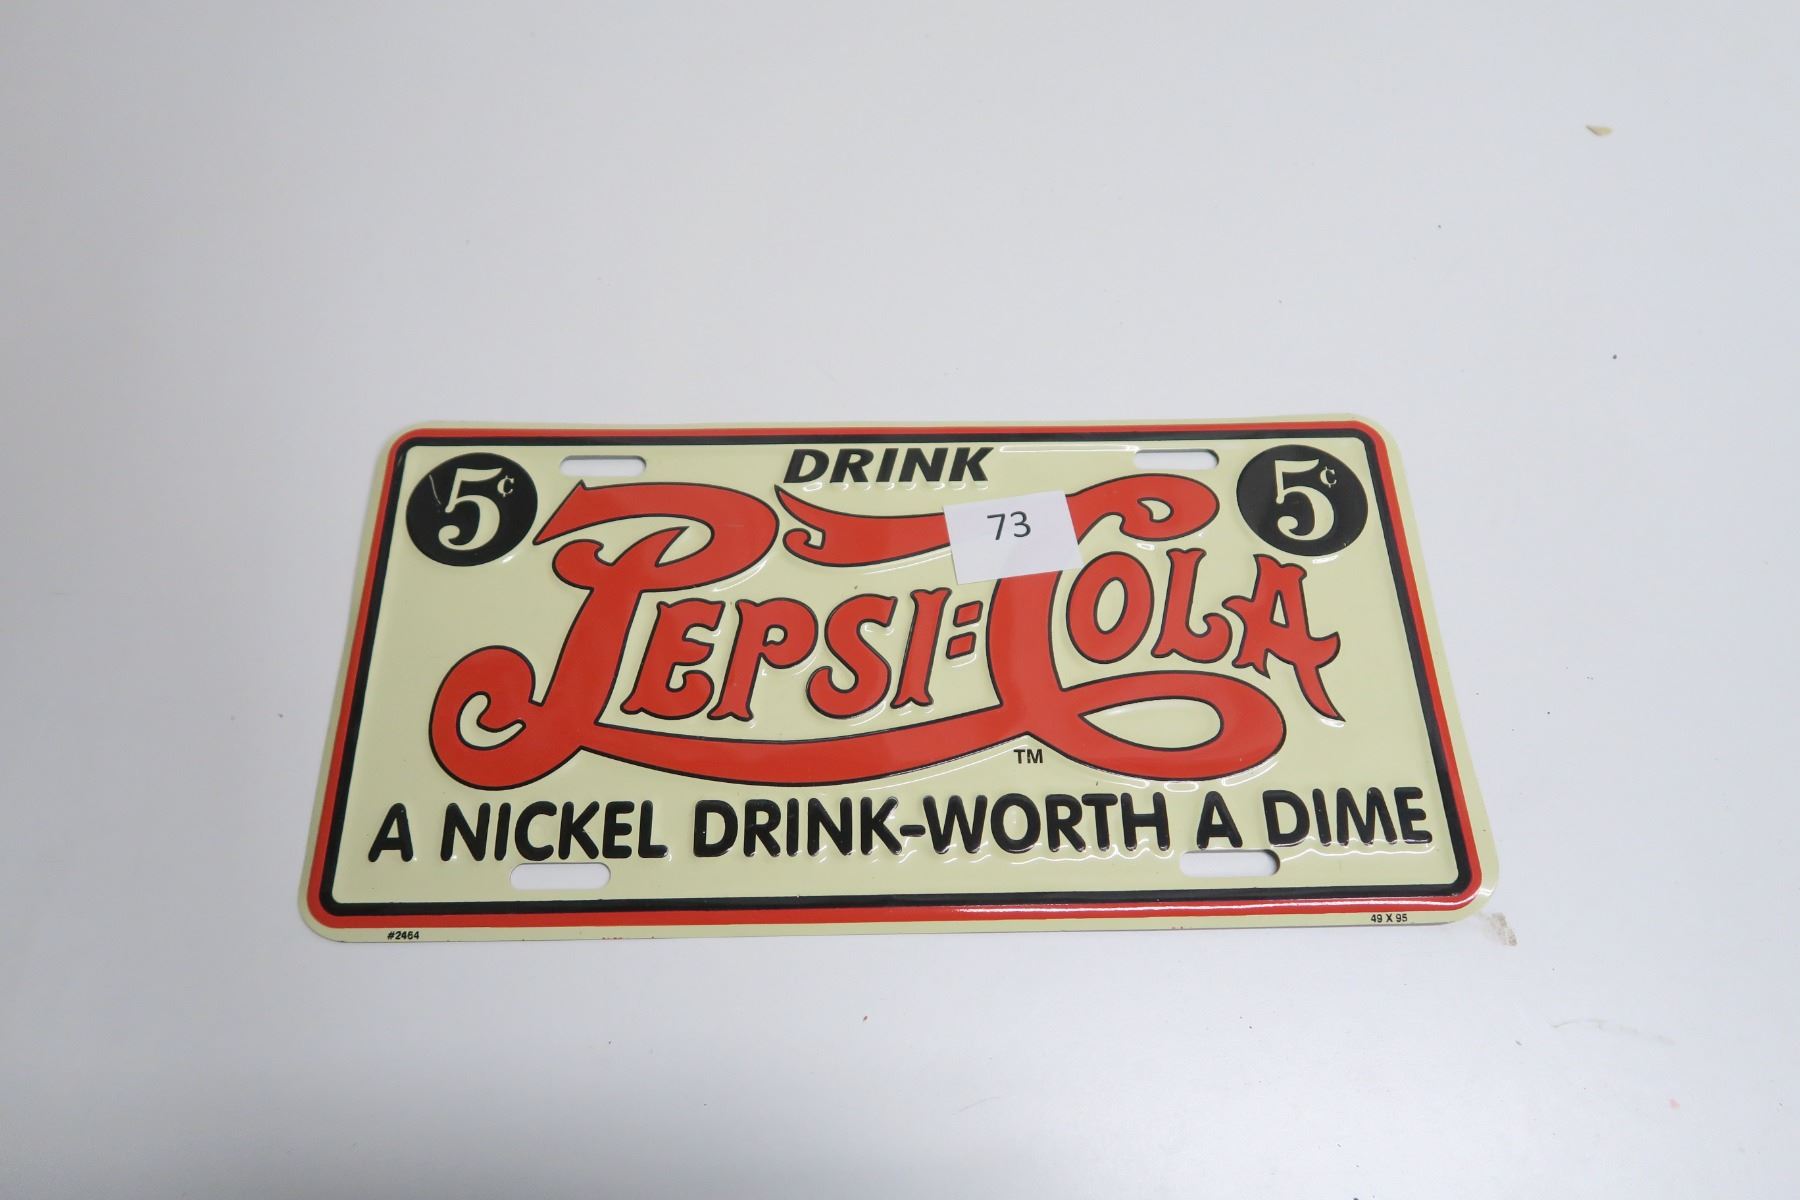 DRINK
5¢ 5¢
73
PEPSI:COLA
TM
A NICKEL DRINK-WORTH A DIME
#2464 49 X 95